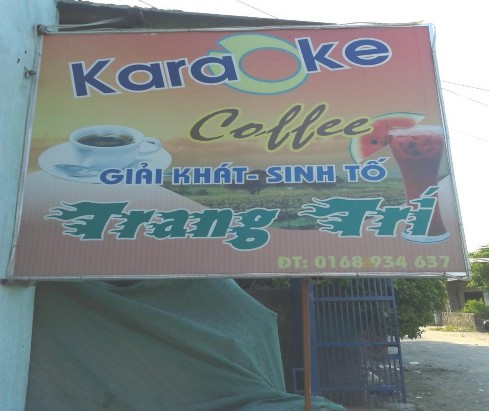 Karaoke
Coffee
GIẢI KHÁT- SINH TỐ
Trang Trí
ĐT: 0168 934 637